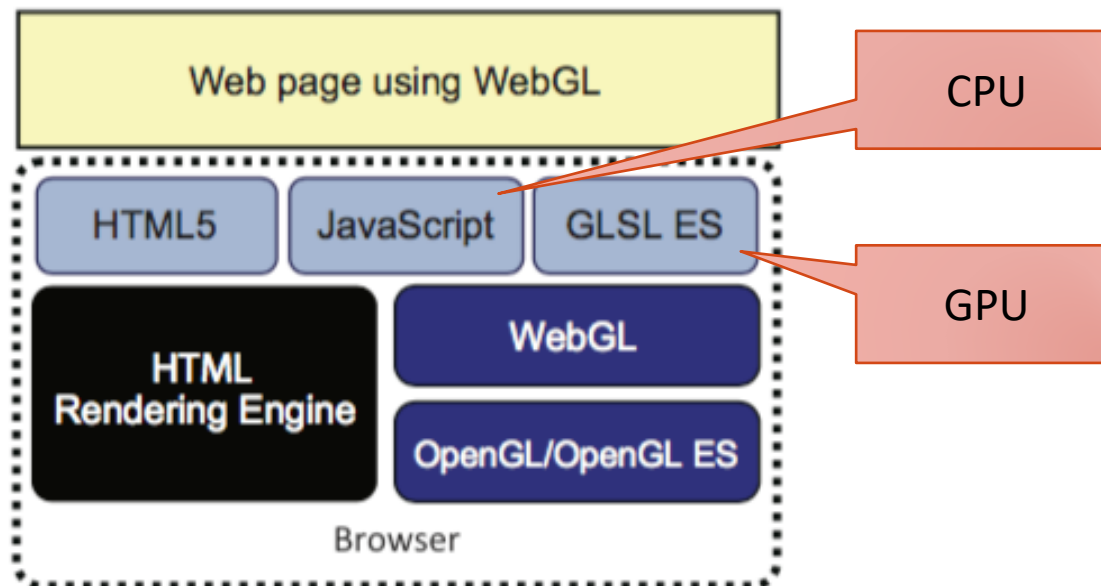 Web page using WebGL
CPU
HTML5
JavaScript
GLSL ES
GPU
HTML
Rendering Engine
WebGL
OpenGL/OpenGL ES
Browser